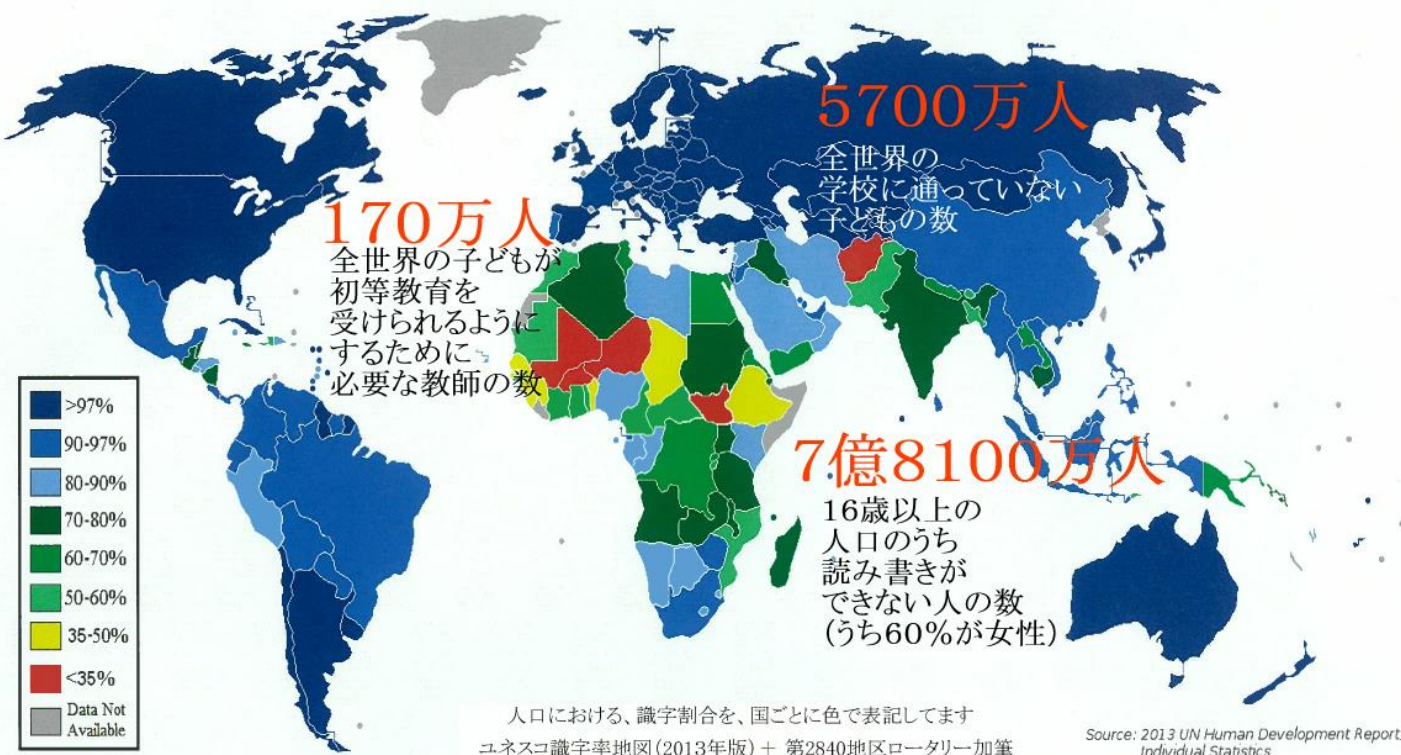 5700万人
全世界の
学校に通っていない
子どもの数
170万人
全世界の子どもが
初等教育を
受けられるように
するために
必要な教師の数
7億8100万人
16歳以上の
人口のうち
読み書きが
できない人の数
(うち60%が女性)
>97%
90-97%
80-90%
70-80%
60-70%
50-60%
35-50%
<35%
Data Not
Available
人口における、識字割合を、国ごとに色で表記してます
ユネスコ識字率地図(2013年版) + 第2840地区ロータリー加筆
Source: 2013 UN Human Development Report,
Individual Statistics